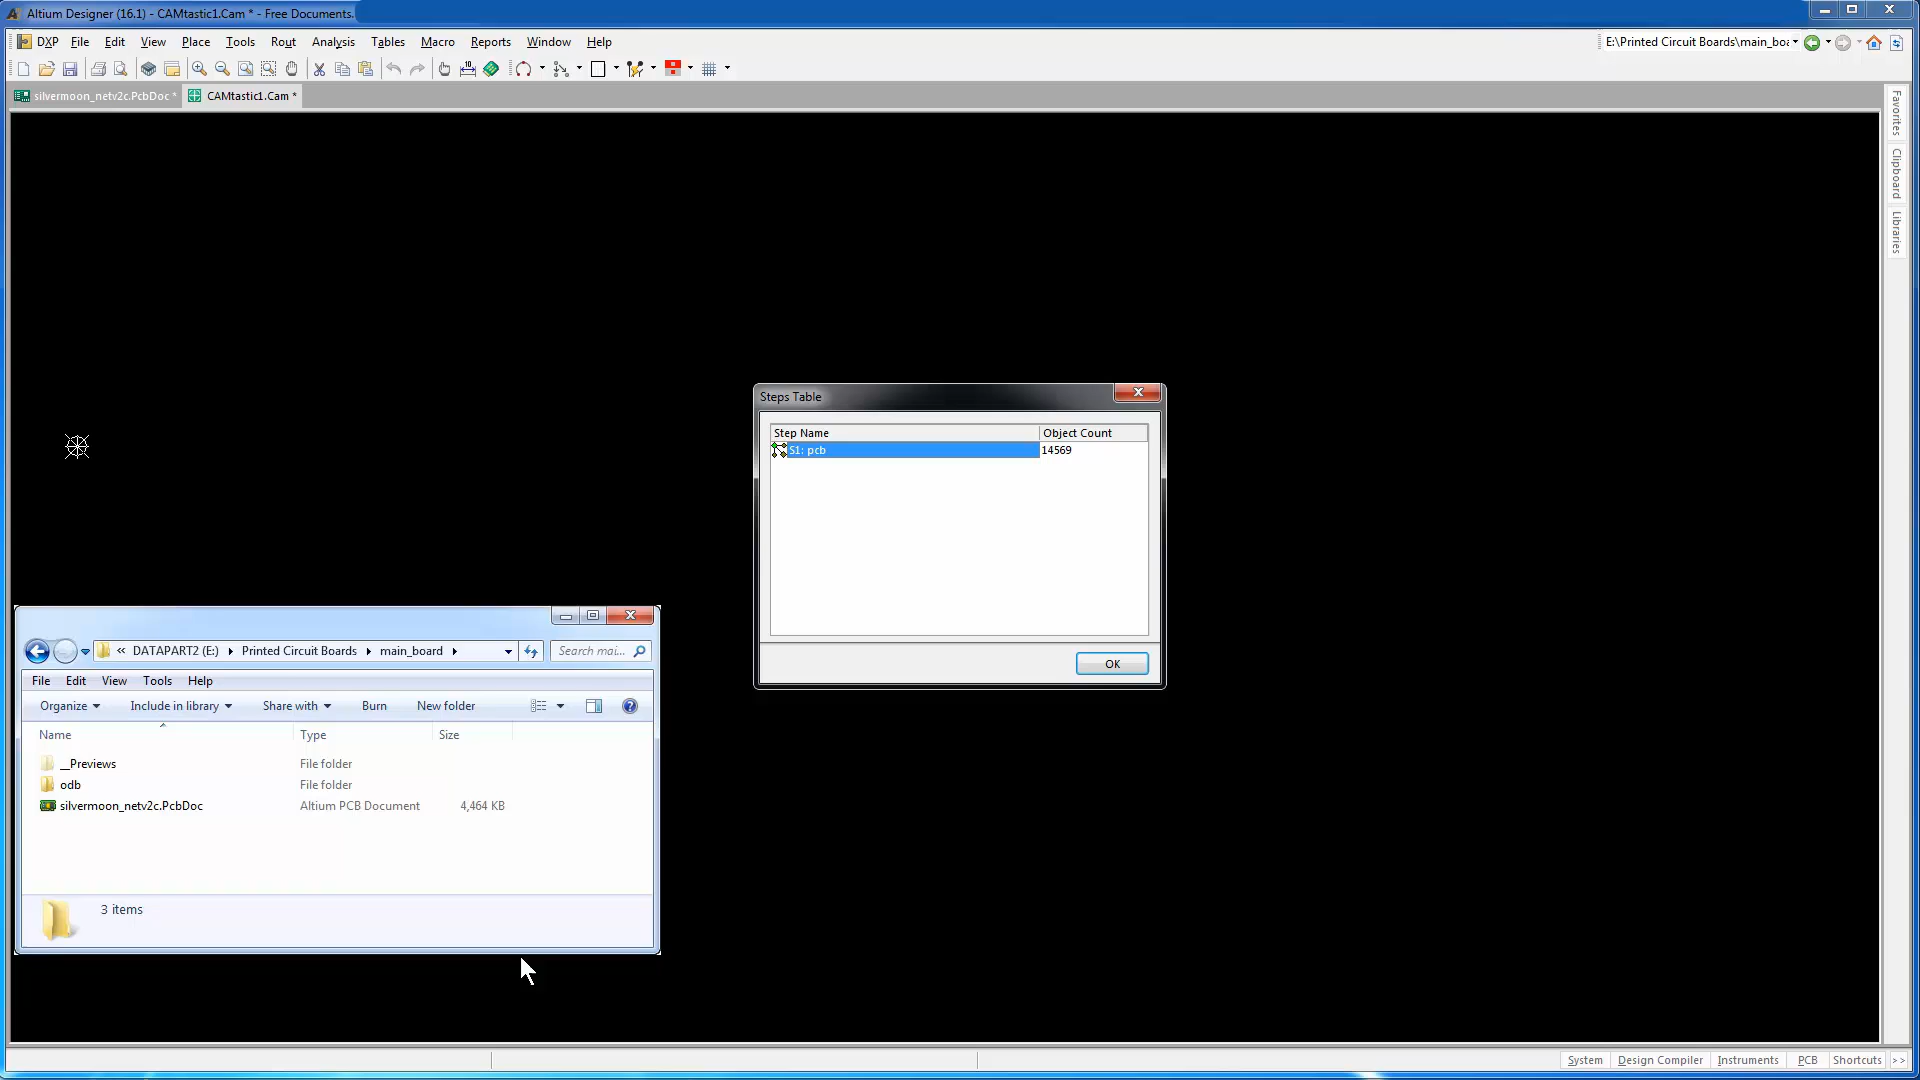 Altium Designer (16.1) - CAMtastic1.Cam * - Free Documents.
DXP File Edit View Place Tools Rout Analysis Tables Macro Reports Window Help
E:\Printed Circuit Boards\main_boa
silvermoon_netv2c.PcbDoc *
CAMtastic1.Cam *
Favorites
Clipboard
Libraries
Steps Table
Step Name Object Count
S1: pcb 14569
OK
« DATAPART2 (E:) Printed Circuit Boards main_board
Search mai...
File Edit View Tools Help
Organize Include in library Share with Burn New folder
Name Type Size
__Previews File folder
odb File folder
silvermoon_netv2c.PcbDoc Altium PCB Document 4,464 KB
3 items
System Design Compiler Instruments PCB Shortcuts >>